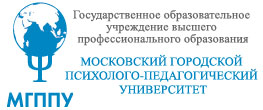 Государственное образовательное
учреждение высшего
профессионального образования
МОСКОВСКИЙ ГОРОДСКОЙ
ПСИХОЛОГО-ПЕДАГОГИЧЕСКИЙ
УНИВЕРСИТЕТ
МГППУ